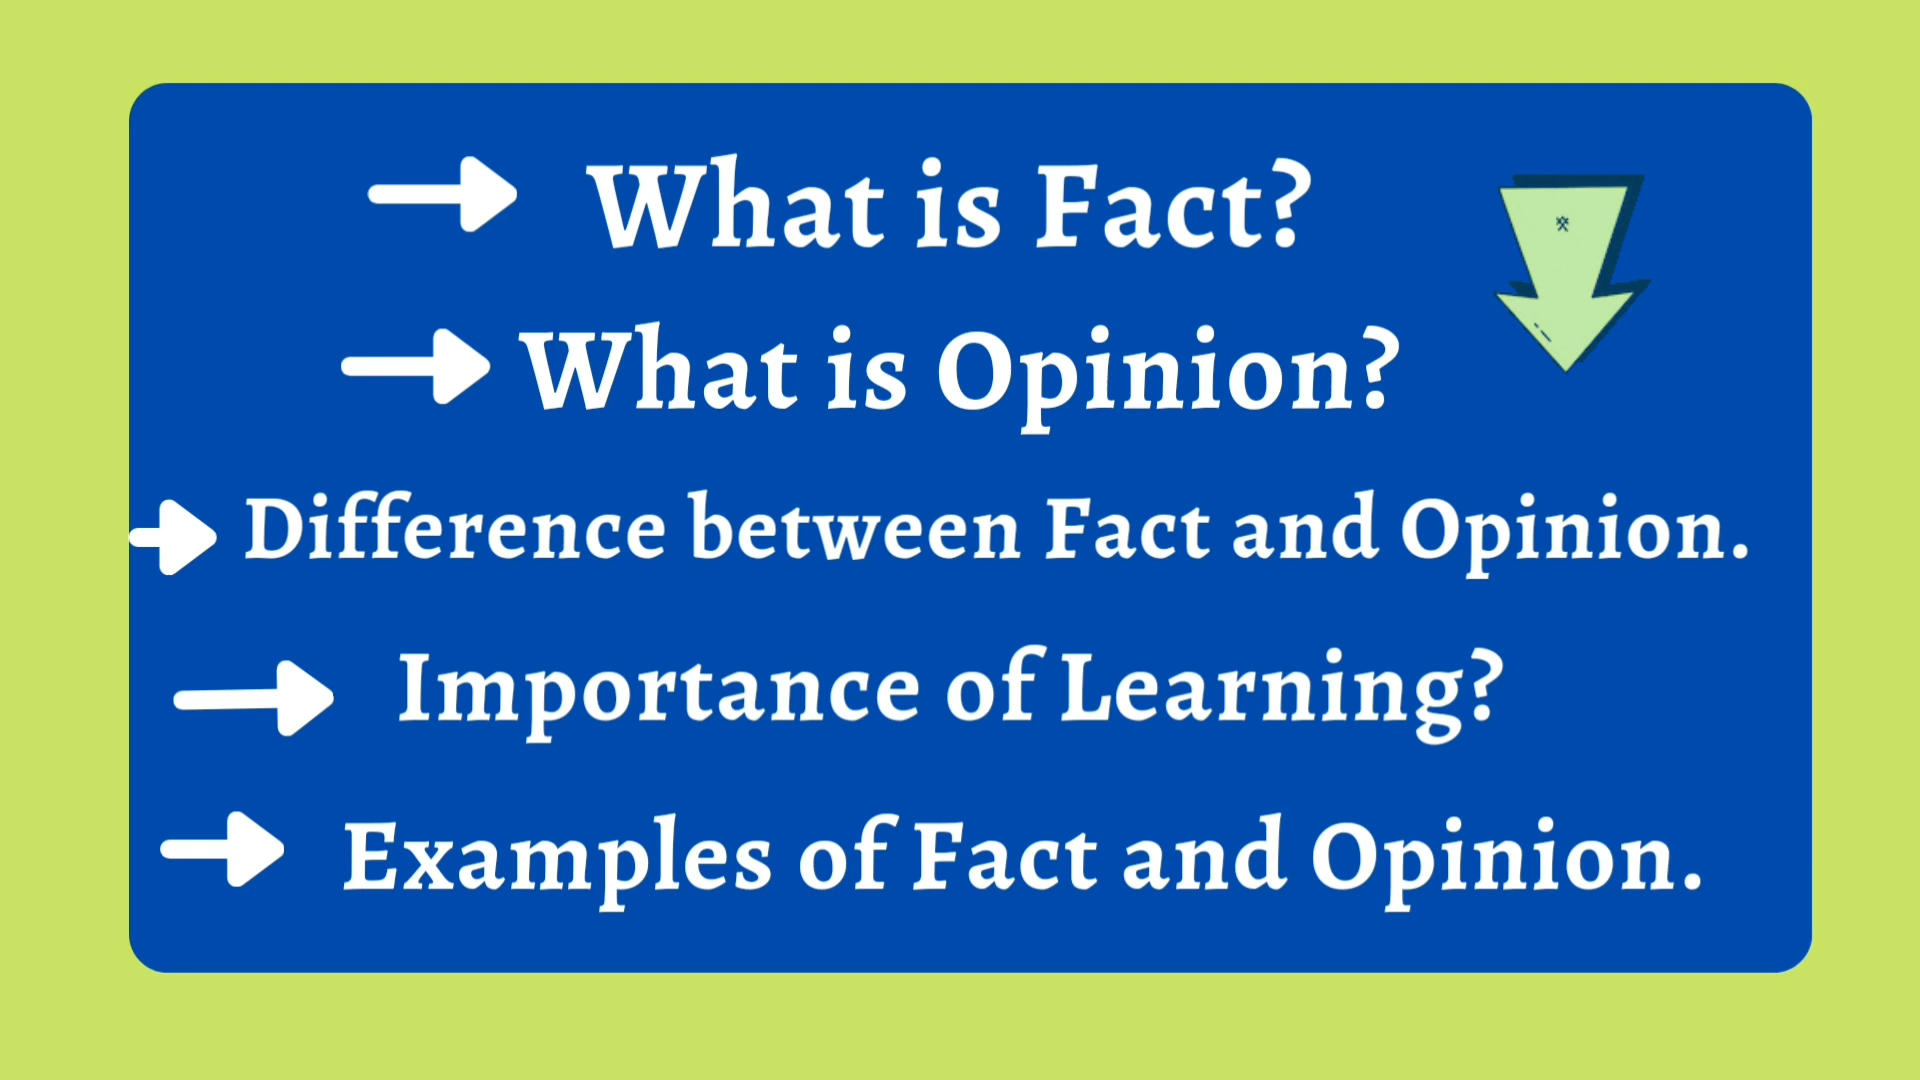 What is Fact?
What is Opinion?
Difference between Fact and Opinion.
Importance of Learning?
Examples of Fact and Opinion.